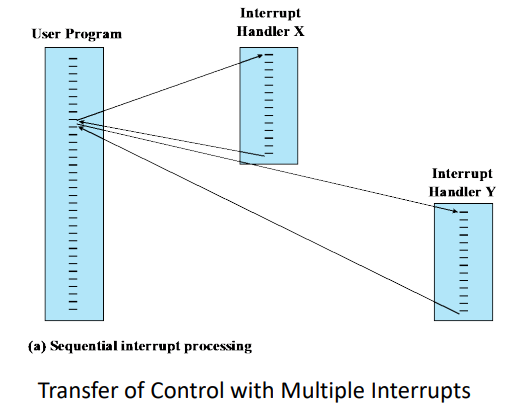 Interrupt
User Program
Handler X
Interrupt
Handler Y
(a) Sequential interrupt processing
Transfer of Control with Multiple Interrupts